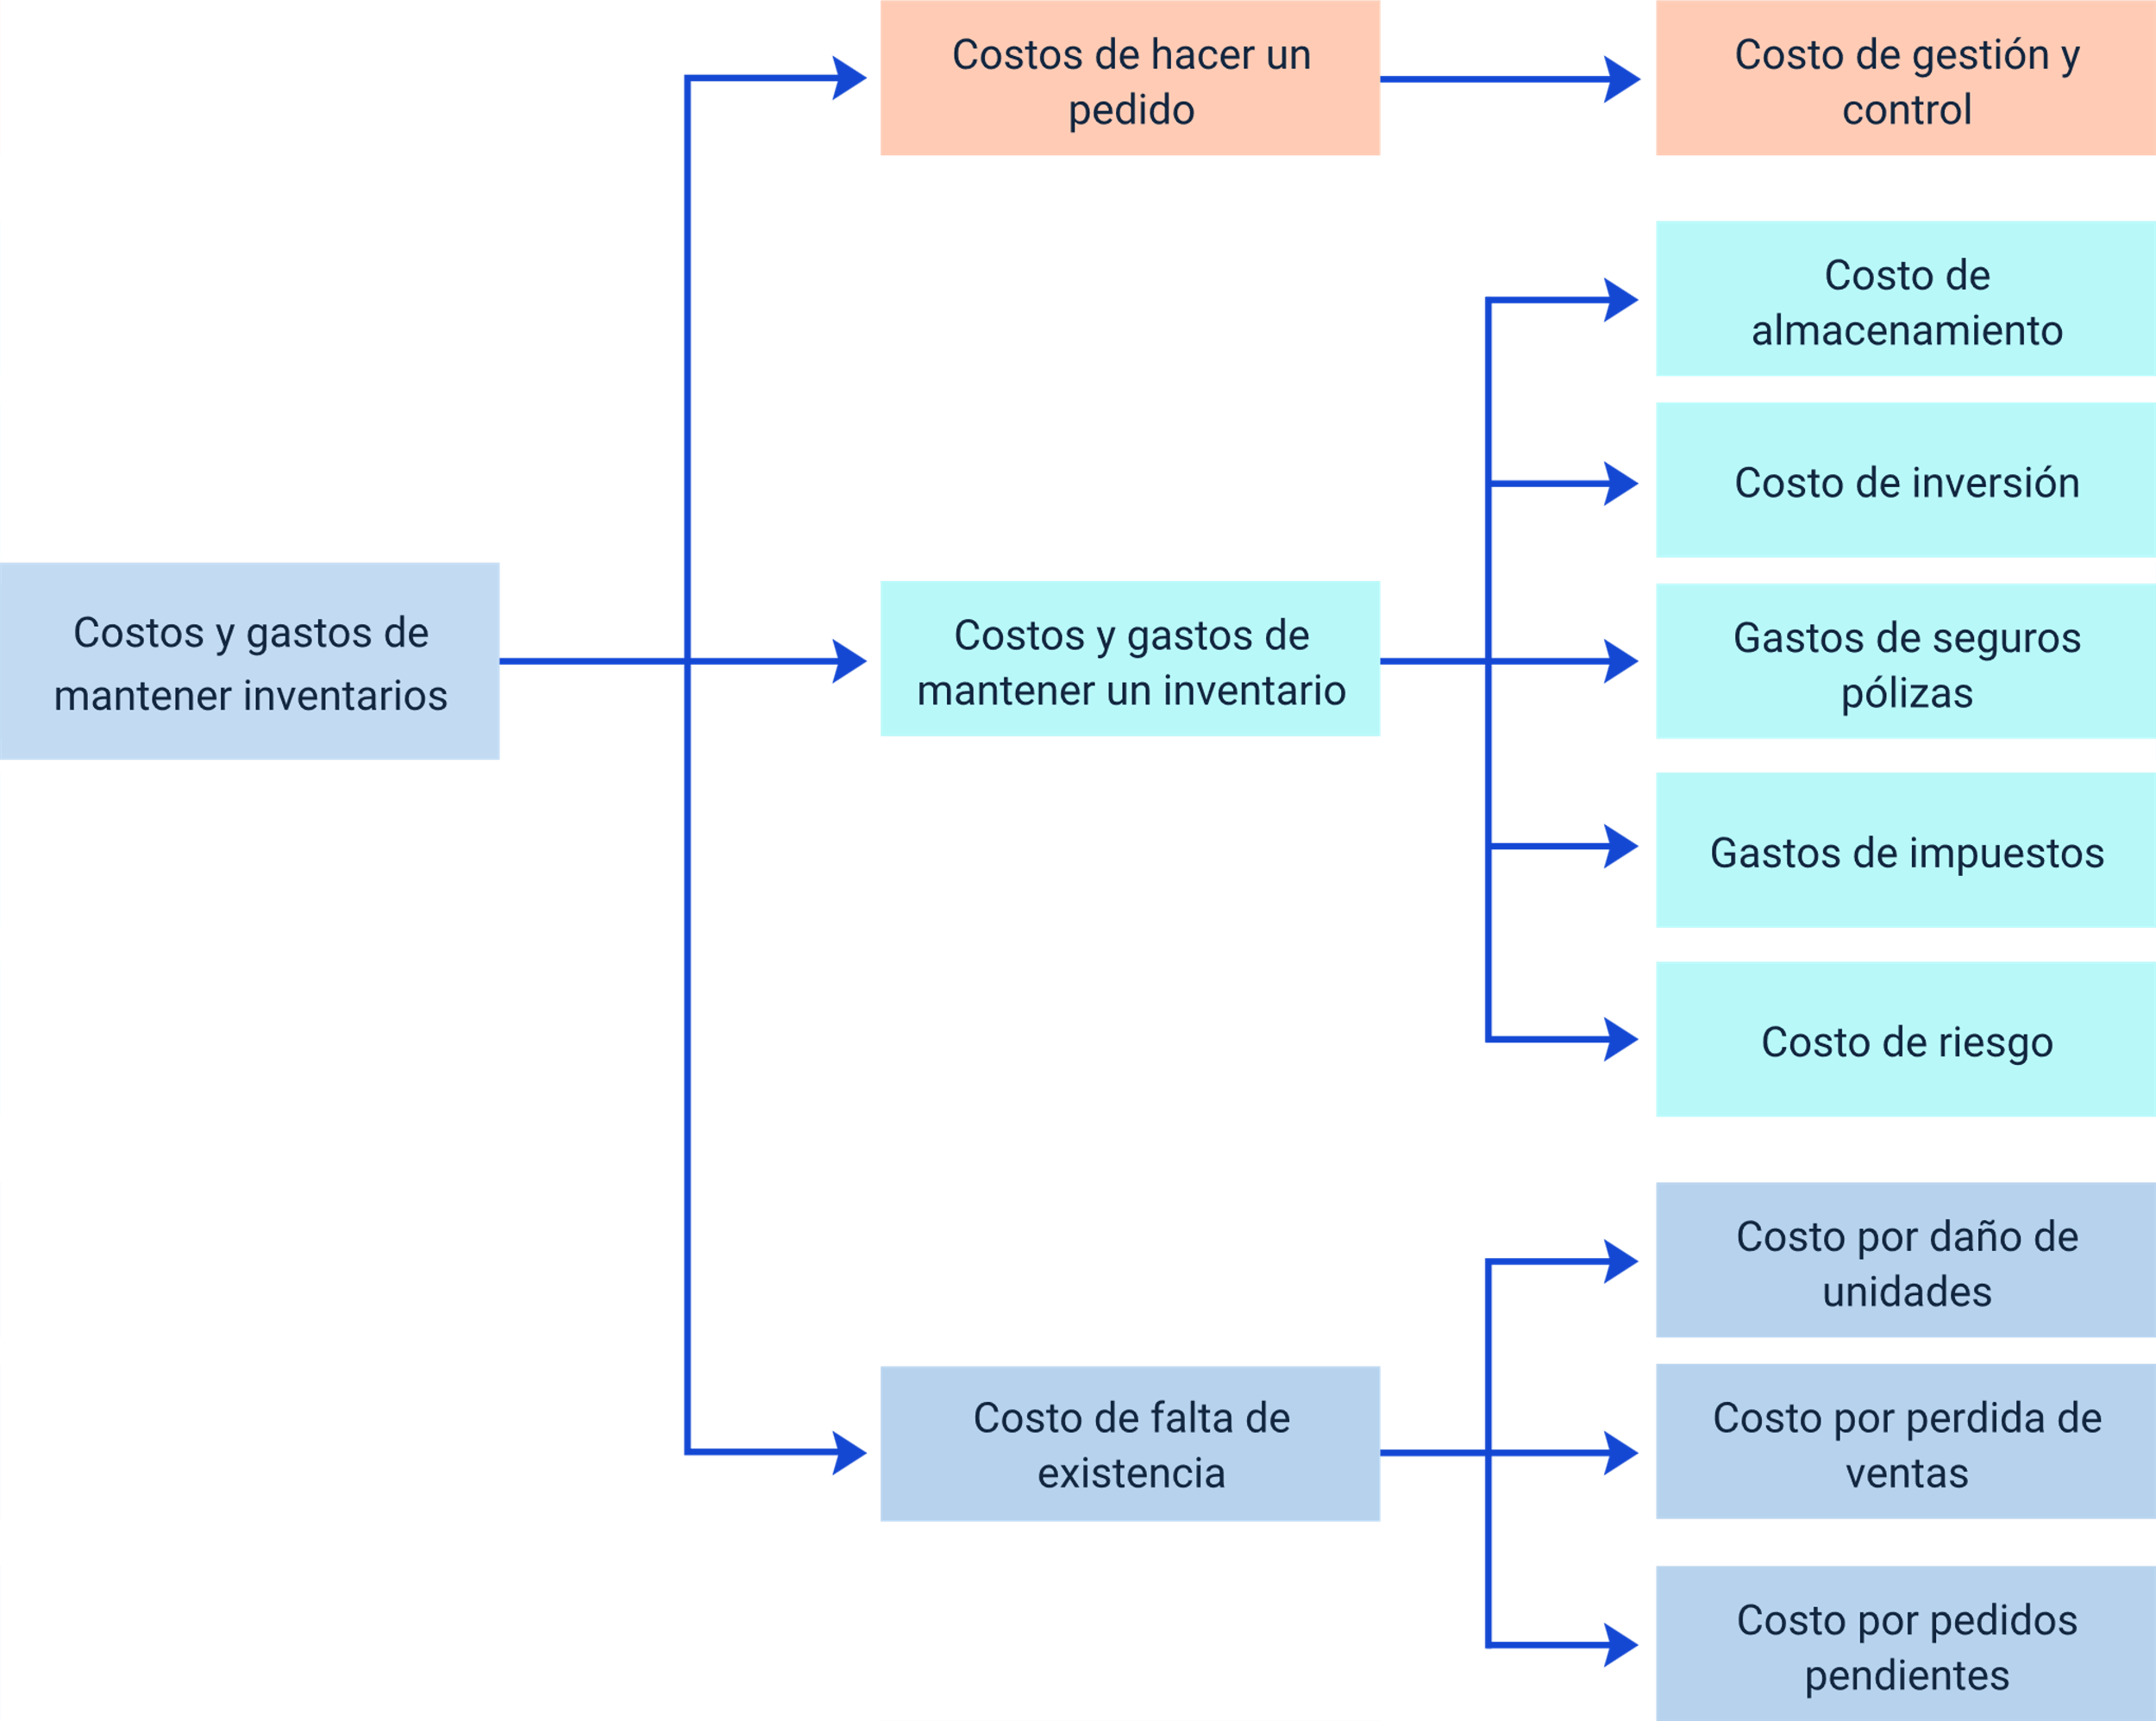 Costos y gastos de
mantener inventarios
Costos de hacer un
pedido
Costo de gestión y
control
Costos y gastos de
mantener un inventario
Costo de
almacenamiento
Costo de inversión
Gastos de seguros
pólizas
Gastos de impuestos
Costo de riesgo
Costo de falta de
existencia
Costo por daño de
unidades
Costo por perdida de
ventas
Costo por pedidos
pendientes